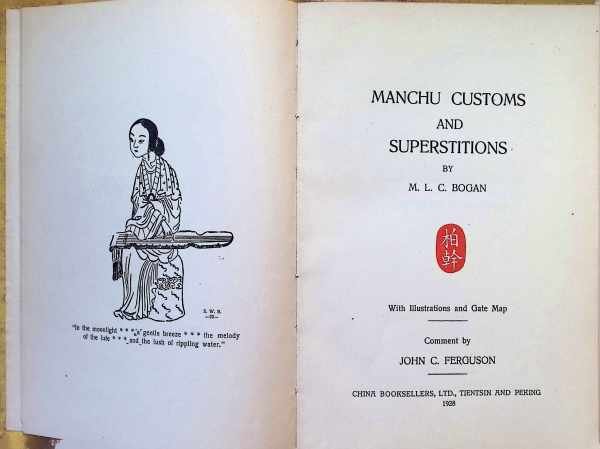 S. W. B.
"In the moonlight * * * a gentle breeze * * * the melody
of the lute * * * and the lush of rippling water."
MANCHU CUSTOMS
AND
SUPERSTITIONS
BY
M. L. C. BOGAN
柏
幹
With Illustrations and Gate Map
Comment by
JOHN C. FERGUSON
CHINA BOOKSELLERS, LTD., TIENTSIN AND PEKING
1928